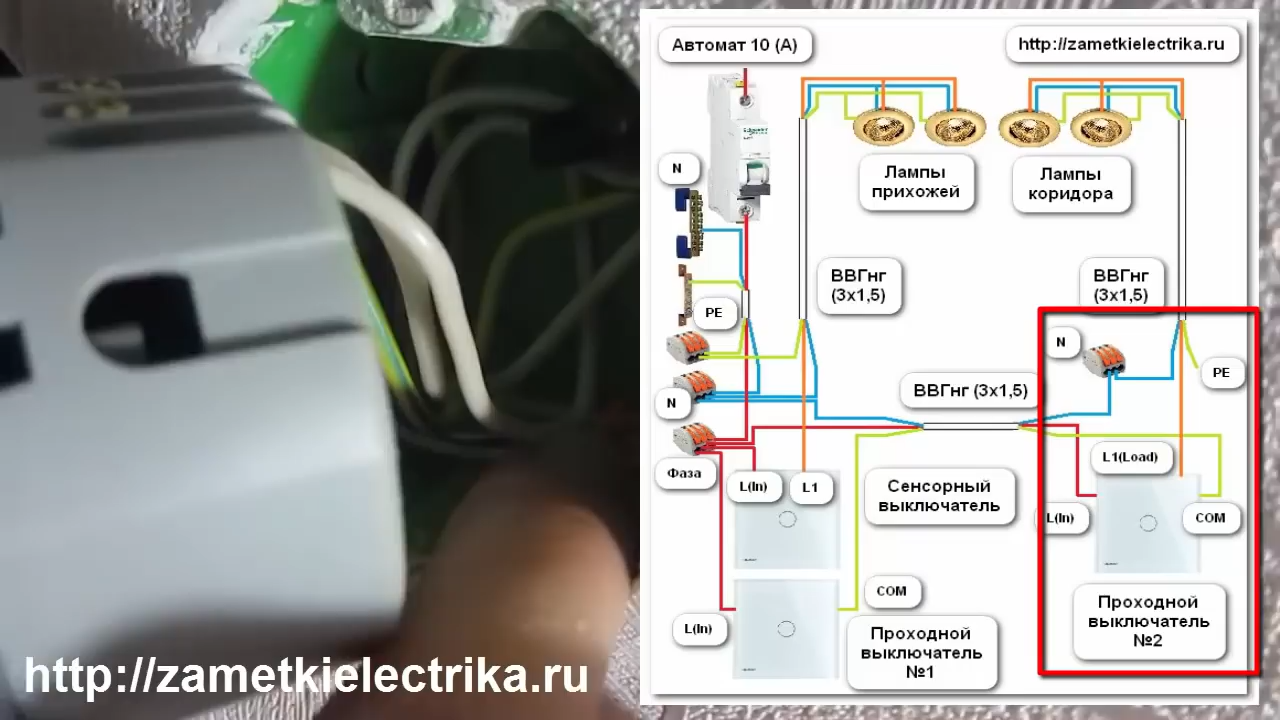 Автомат 10 (А)
http://zametkielectrika.ru
N
Лампы
прихожей
Лампы
коридора
ВВГнг
(3х1,5)
ВВГнг
(3х1,5)
PE
N
PE
ВВГнг (3х1,5)
N
Фаза
L(In)
L1
Сенсорный
выключатель
L1(Load)
L(In)
COM
COM
L(In)
Проходной
выключатель
№1
Проходной
выключатель
№2
http://zametkielectrika.ru